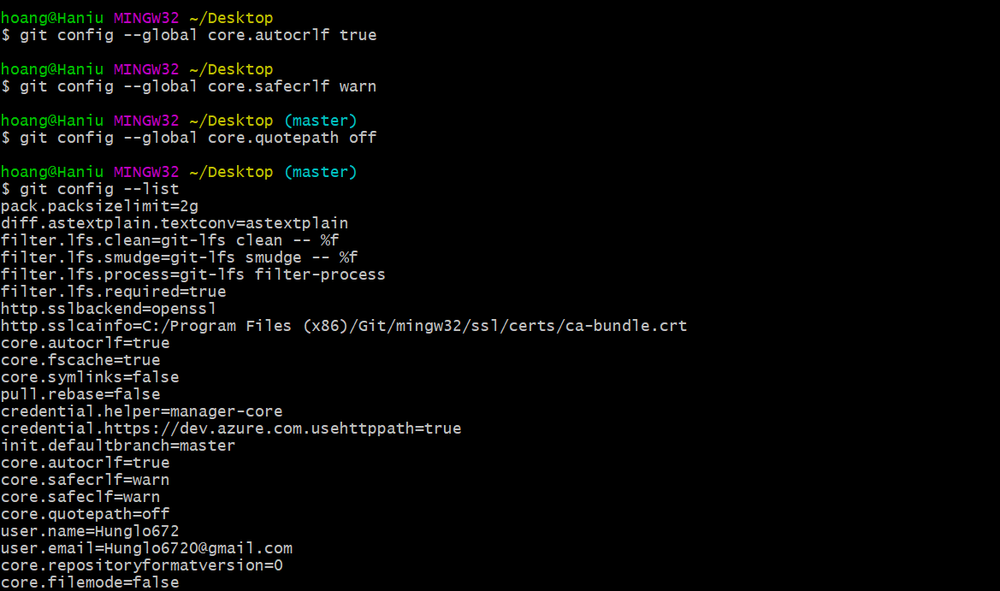 hoang@Haniu MINGW32 ~/Desktop
$ git config --global core.autocrlf true
hoang@Haniu MINGW32 ~/Desktop
$ git config --global core.safecrlf warn
hoang@Haniu MINGW32 ~/Desktop (master)
$ git config --global core.quotepath off
hoang@Haniu MINGW32 ~/Desktop (master)
$ git config --list
pack.packsizelimit=2g
diff.astextplain.textconv=astextplain
filter.lfs.clean=git-lfs clean -- %f
filter.lfs.smudge=git-lfs smudge -- %f
filter.lfs.process=git-lfs filter-process
filter.lfs.required=true
http.sslbackend=openssl
http.sslcainfo=C:/Program Files (x86)/Git/mingw32/ssl/certs/ca-bundle.crt
core.autocrlf=true
core.fscache=true
core.symlinks=false
pull.rebase=false
credential.helper=manager-core
credential.https://dev.azure.com.usehttppath=true
init.defaultbranch=master
core.autocrlf=true
core.safecrlf=warn
core.safeclf=warn
core.quotepath=off
user.name=Hunglo672
user.email=Hunglo6720@gmail.com
core.repositoryformatversion=0
core.filemode=false